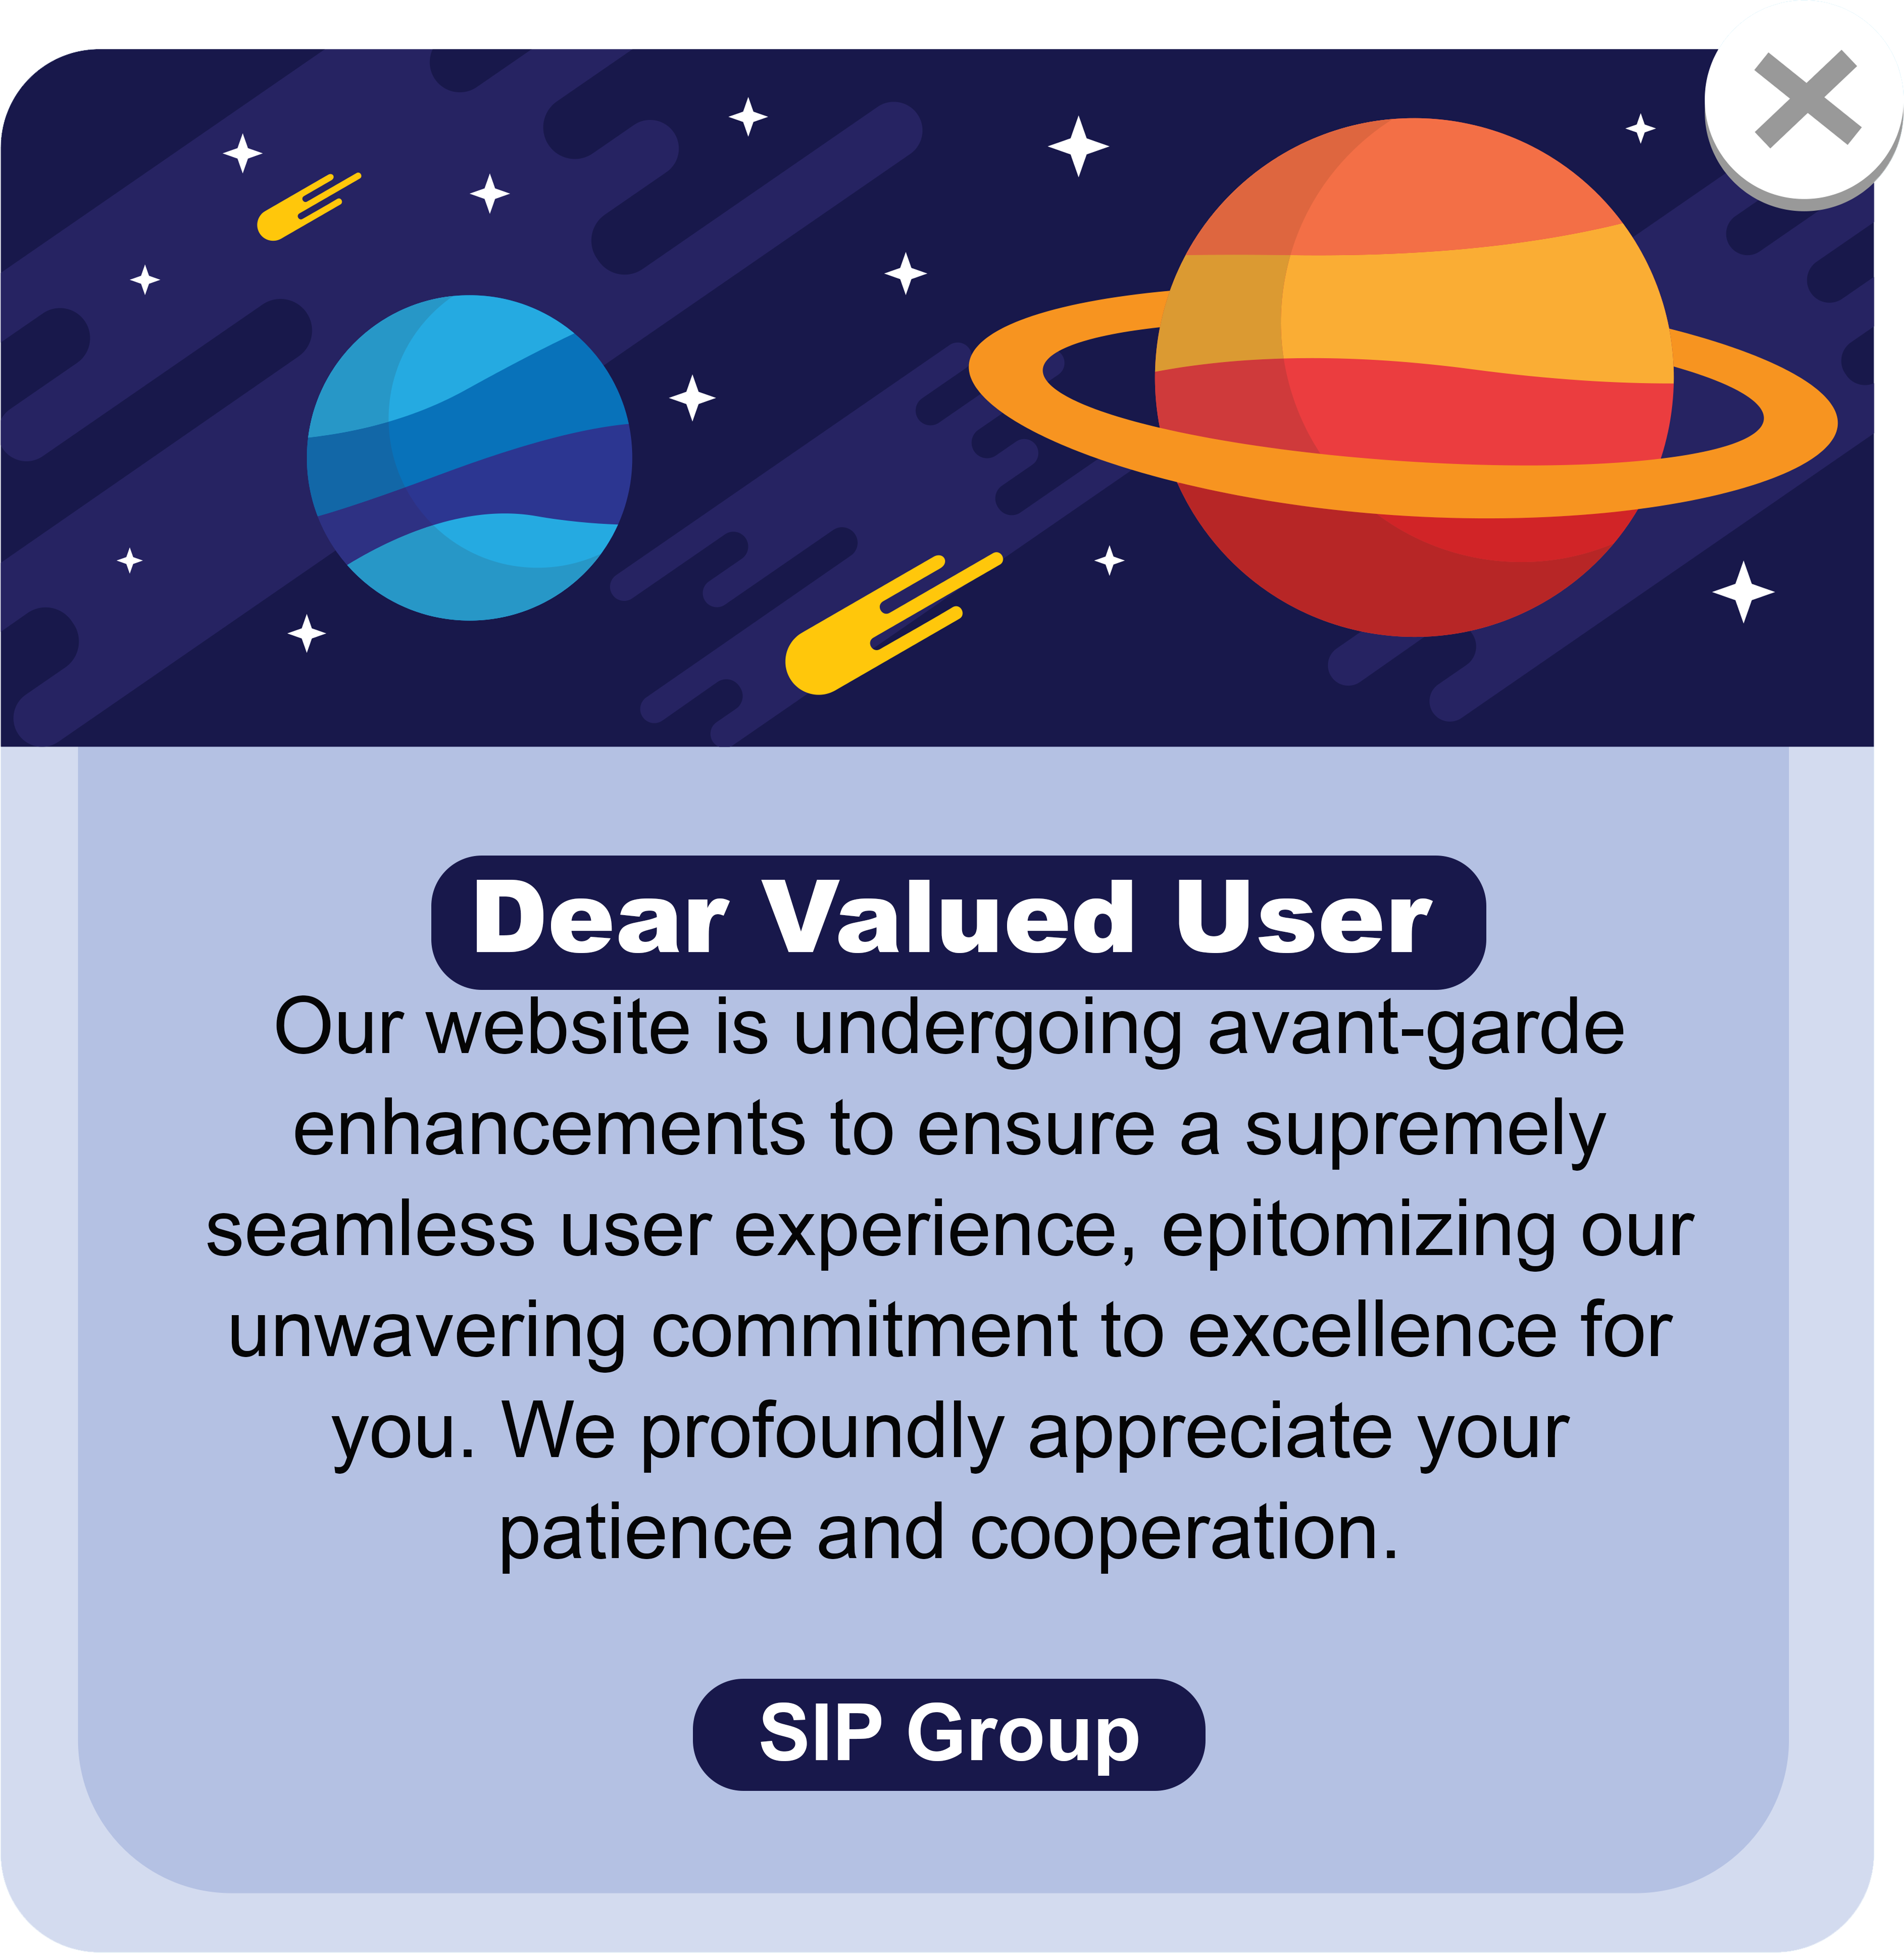 Dear Valued User
Our website is undergoing avant-garde
enhancements to ensure a supremely
seamless user experience, epitomizing our
unwavering commitment to excellence for
you. We profoundly appreciate your
patience and cooperation.
SIP Group